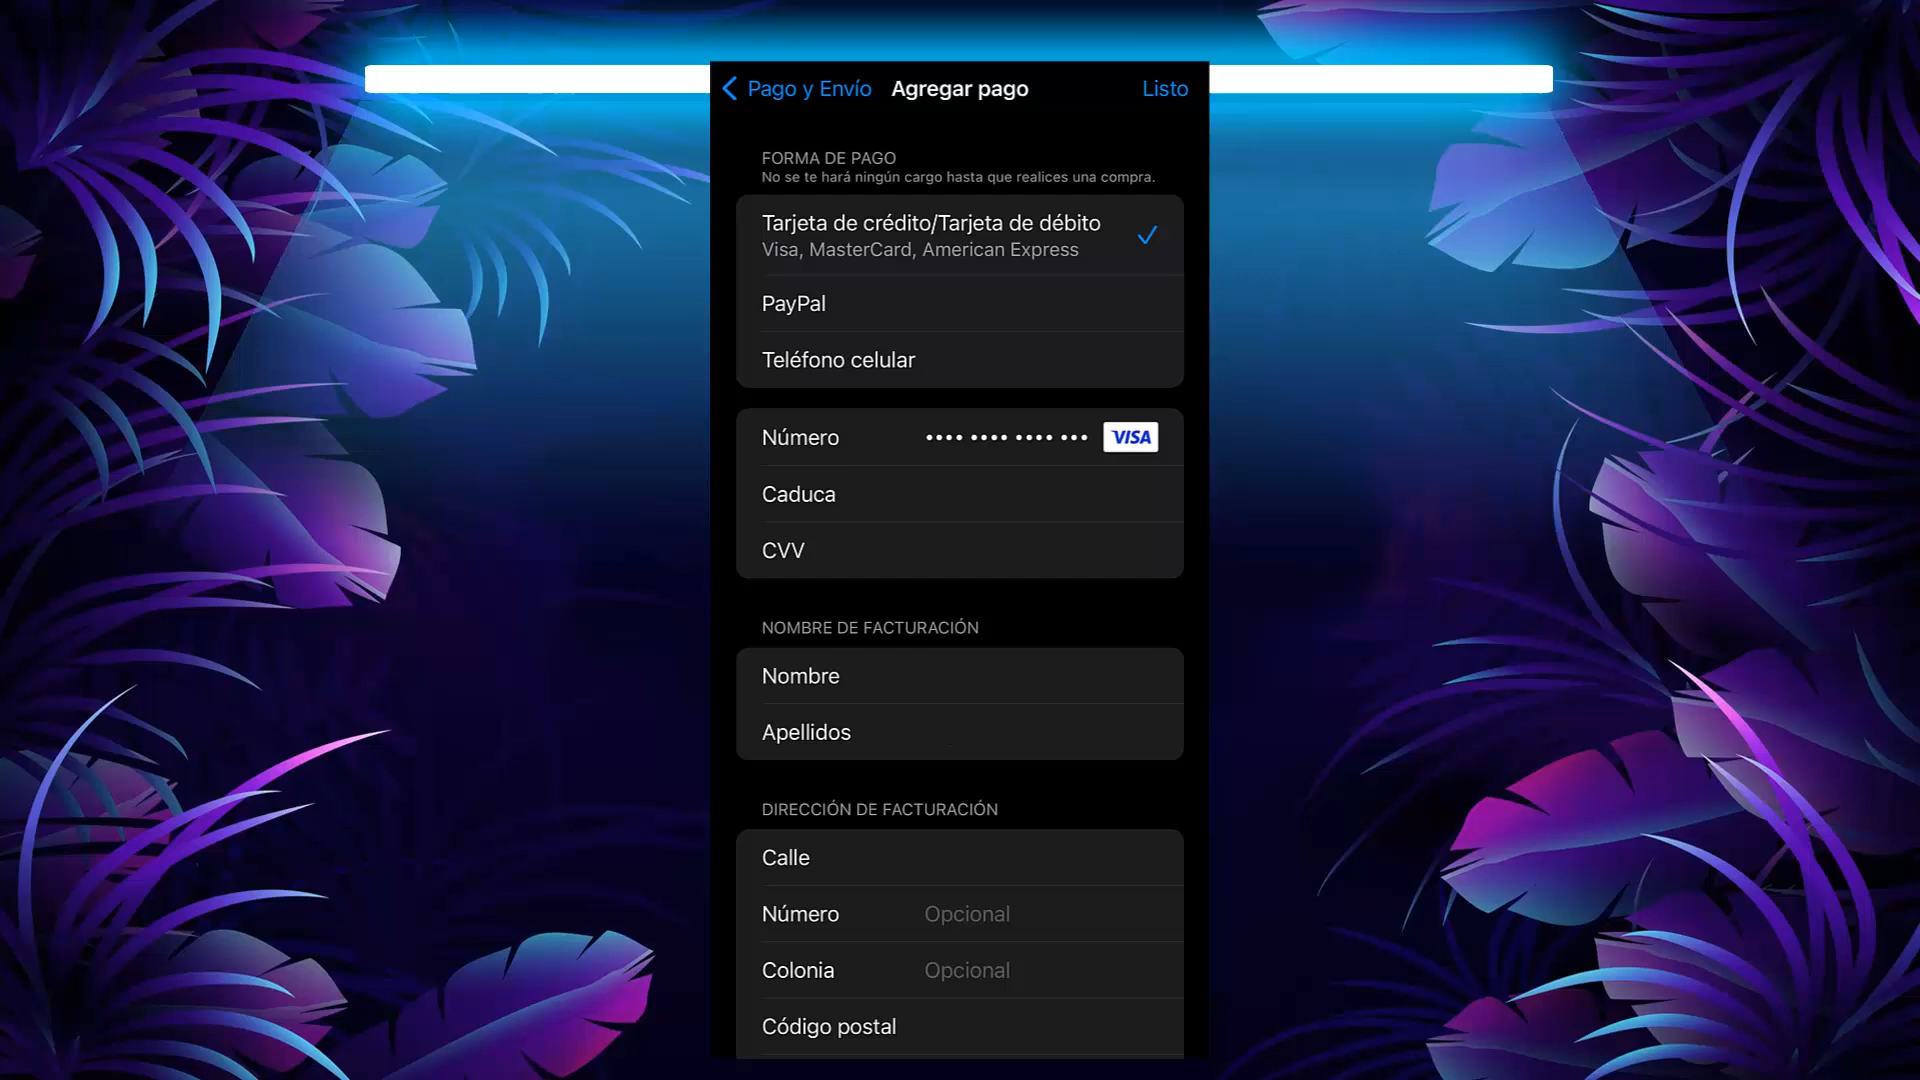 Pago y Envío Agregar pago Listo
FORMA DE PAGO
No se te hará ningún cargo hasta que realices una compra.
Tarjeta de crédito/Tarjeta de débito
Visa, MasterCard, American Express
PayPal
Teléfono celular
Número •••• •••• •••• ••• VISA
Caduca
CVV
NOMBRE DE FACTURACIÓN
Nombre
Apellidos
DIRECCIÓN DE FACTURACIÓN
Calle
Número Opcional
Colonia Opcional
Código postal